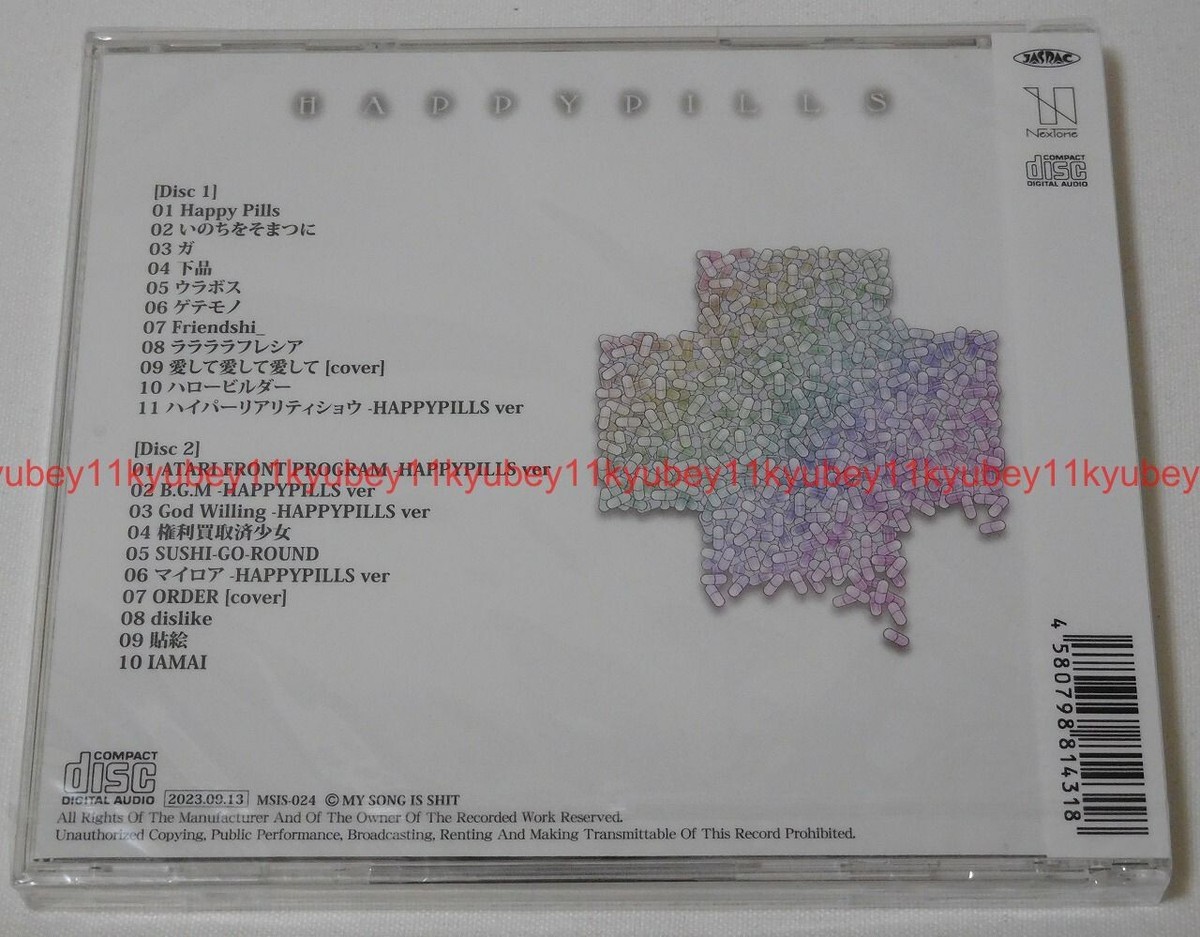 HAPPYPILLS
[Disc 1]
01 Happy Pills
02 いのちをそまつに
03 ガ
04 下品
05 ウラボス
06 ゲテモノ
07 Friendshi_
08 ラララララフレシア
09 愛して愛して愛して [cover]
10 ハロービルダー
11 ハイパーリアリティショウ -HAPPYPILLS ver
[Disc 2]
01 ATARI FRONT PROGRAM -HAPPYPILLS ver
kyubey11kyubey11kyubey11kyubey11kyubey11kyubey11kyubey11kyubey
02 B.G.M -HAPPYPILLS ver
03 God Willing -HAPPYPILLS ver
04 権利買取済少女
05 SUSHI-GO-ROUND
06 マイロア -HAPPYPILLS ver
07 ORDER [cover]
08 dislike
09 貼絵
10 IAMAI
COMPACT
disc
DIGITAL AUDIO
2023.09.13 MSIS-024 © MY SONG IS SHIT
All Rights Of The Manufacturer And Of The Owner Of The Recorded Work Reserved.
Unauthorized Copying, Public Performance, Broadcasting, Renting And Making Transmittable Of This Record Prohibited.
JASRAC
NexTone
COMPACT
disc
DIGITAL AUDIO
4 580798 814318